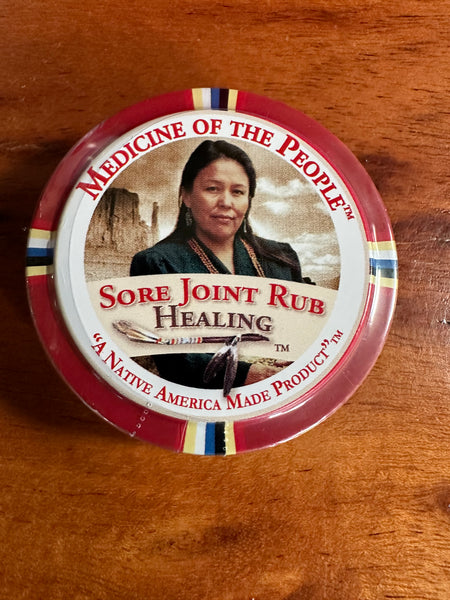 MEDICINE OF THE PEOPLE™
SORE JOINT RUB
HEALING
™
"A NATIVE AMERICA MADE PRODUCT"™